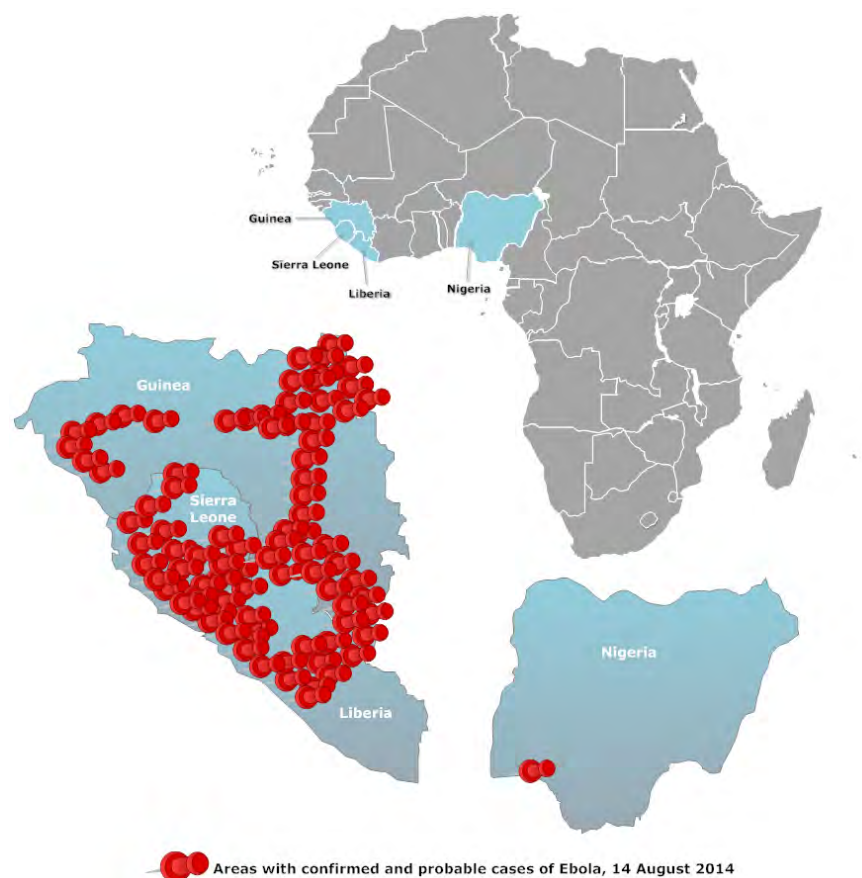 Guinea
Sierra Leone
Liberia
Nigeria
Guinea
Sierra
Leone
Nigeria
Liberia
Areas with confirmed and probable cases of Ebola, 14 August 2014